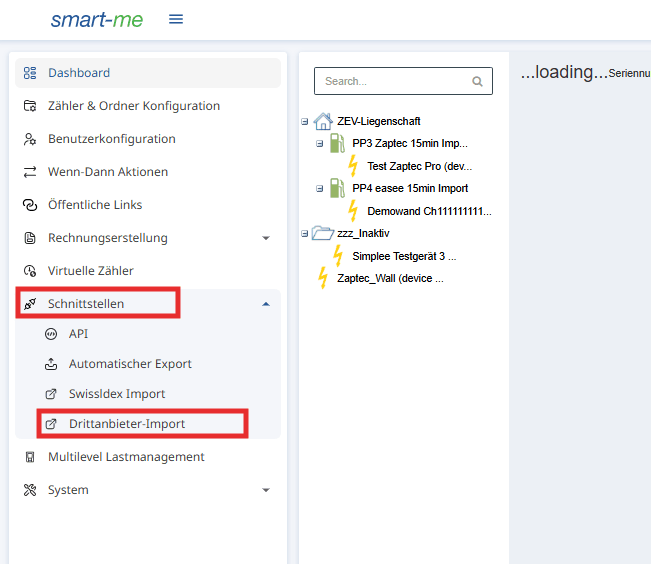 smart-me
Dashboard
Zähler & Ordner Konfiguration
Benutzerkonfiguration
Wenn-Dann Aktionen
Öffentliche Links
Rechnungserstellung
Virtuelle Zähler
Schnittstellen
API
Automatischer Export
Swissldex Import
Drittanbieter-Import
Multilevel Lastmanagement
System
Search...
ZEV-Liegenschaft
PP3 Zaptec 15min Imp...
Test Zaptec Pro (dev...
PP4 easee 15min Import
Demowand Ch111111111...
zzz_Inaktiv
Simplee Testgerät 3 ...
Zaptec_Wall (device ...
...loading...Seriennu